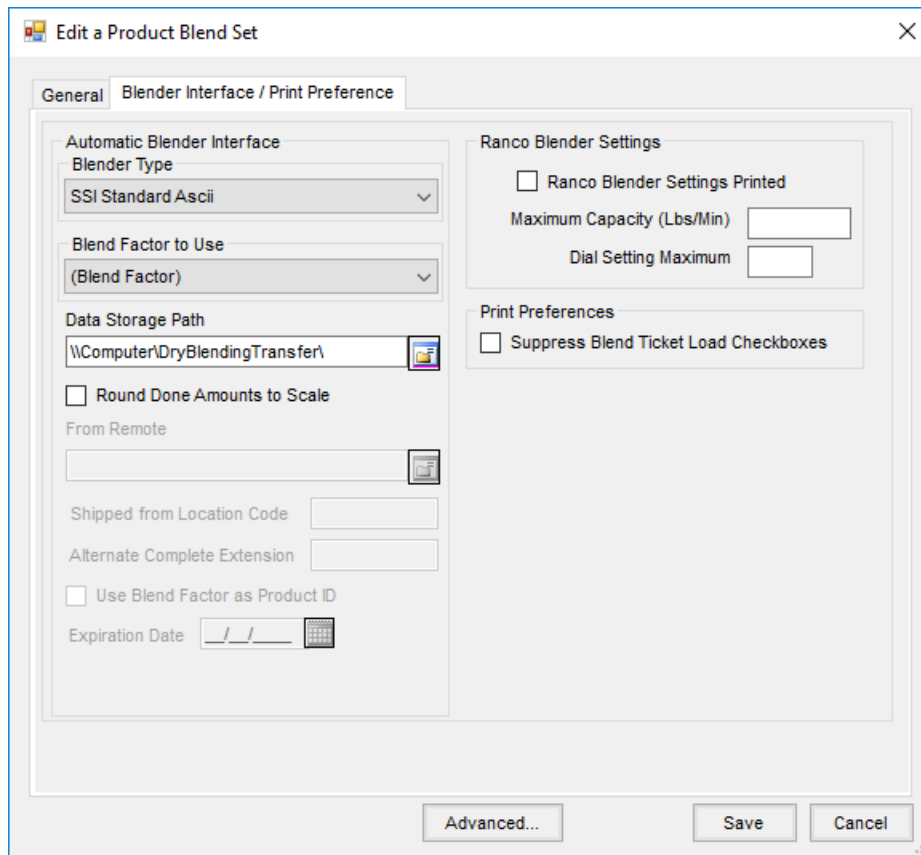 Edit a Product Blend Set
General
Blender Interface / Print Preference
Automatic Blender Interface
Blender Type
SSI Standard Ascii
Blend Factor to Use
(Blend Factor)
Data Storage Path
\\Computer\DryBlendingTransfer\
Round Done Amounts to Scale
From Remote
Shipped from Location Code
Alternate Complete Extension
Use Blend Factor as Product ID
Expiration Date __/__/____
Ranco Blender Settings
Ranco Blender Settings Printed
Maximum Capacity (Lbs/Min)
Dial Setting Maximum
Print Preferences
Suppress Blend Ticket Load Checkboxes
Advanced...
Save
Cancel